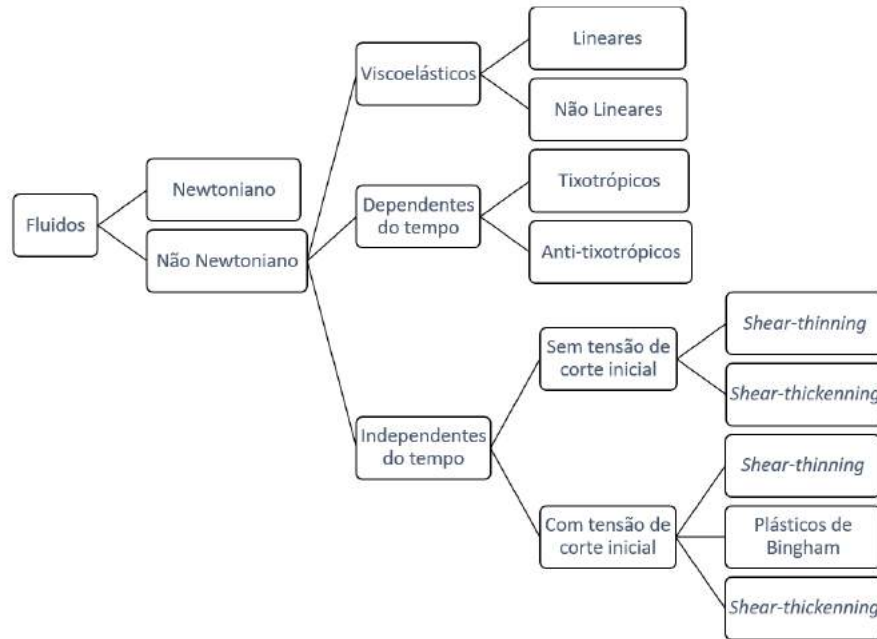 Fluidos
Newtoniano
Não Newtoniano
Viscoelásticos
Lineares
Não Lineares
Dependentes
do tempo
Tixotrópicos
Anti-tixotrópicos
Independentes
do tempo
Sem tensão de
corte inicial
Shear-thinning
Shear-thickenning
Com tensão de
corte inicial
Shear-thinning
Plásticos de
Bingham
Shear-thickenning